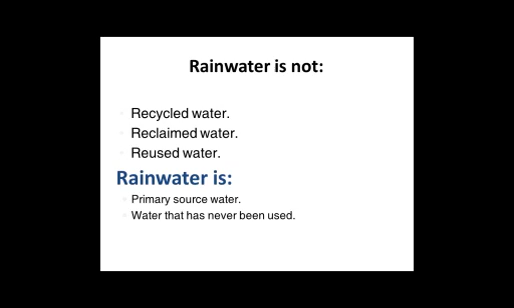 Rainwater is not:
Recycled water.
Reclaimed water.
Reused water.
Rainwater is:
Primary source water.
Water that has never been used.